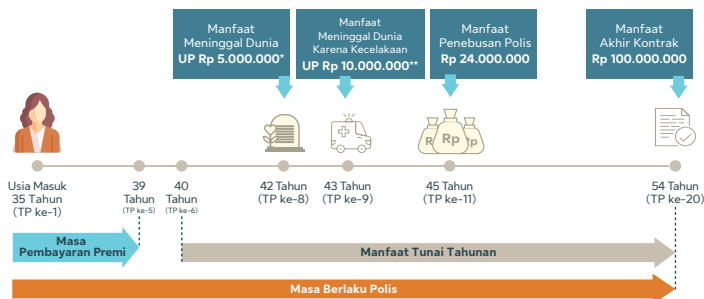 Manfaat
Meninggal Dunia
UP Rp 5.000.000*
Manfaat
Meninggal Dunia
Karena Kecelakaan
UP Rp 10.000.000**
Manfaat
Penebusan Polis
Rp 24.000.000
Manfaat
Akhir Kontrak
Rp 100.000.000
R
Rp
Usia Masuk
35 Tahun
(TP ke-1)
39
Tahun
(TP ke-5)
40
Tahun
(TP ke-6)
42 Tahun
(TP ke-8)
43 Tahun
(TP ke-9)
45 Tahun
(TP ke-11)
54 Tahun
(TP ke-20)
Masa
Pembayaran Premi
Manfaat Tunai Tahunan
Masa Berlaku Polis